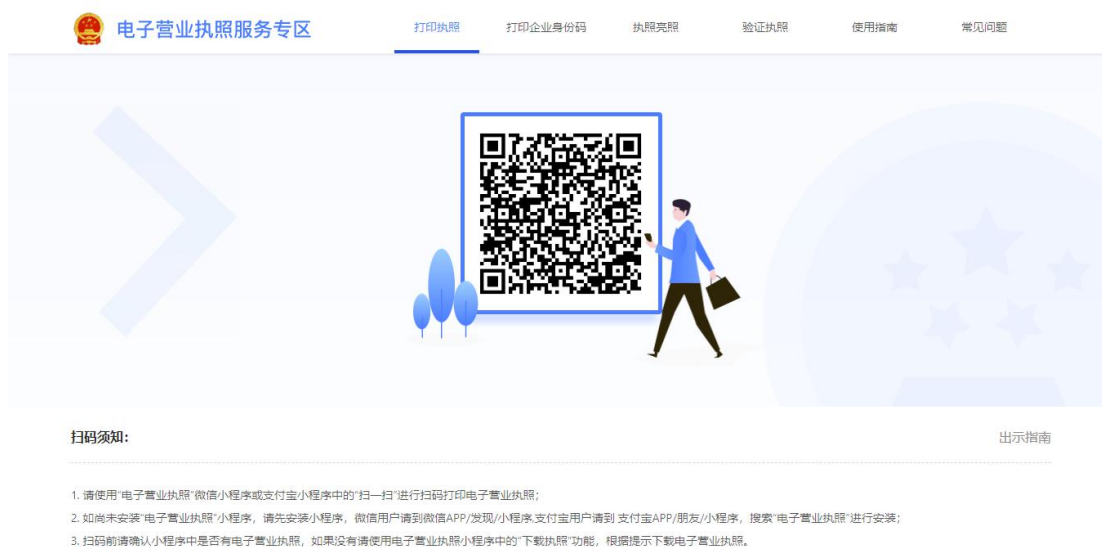 电子营业执照服务专区
打印执照 打印企业身份码 执照亮照 验证执照 使用指南 常见问题
扫码须知:
出示指南
1. 请使用"电子营业执照"微信小程序或支付宝小程序中的"扫一扫"进行扫码打印电子营业执照;
2. 如尚未安装"电子营业执照"小程序，请先安装小程序，微信用户请到微信APP/发现/小程序,支付宝用户请到 支付宝APP/朋友/小程序，搜索"电子营业执照"进行安装;
3. 扫码前请确认小程序中是否有电子营业执照，如果没有请使用电子营业执照小程序中的"下载执照"功能，根据提示下载电子营业执照。